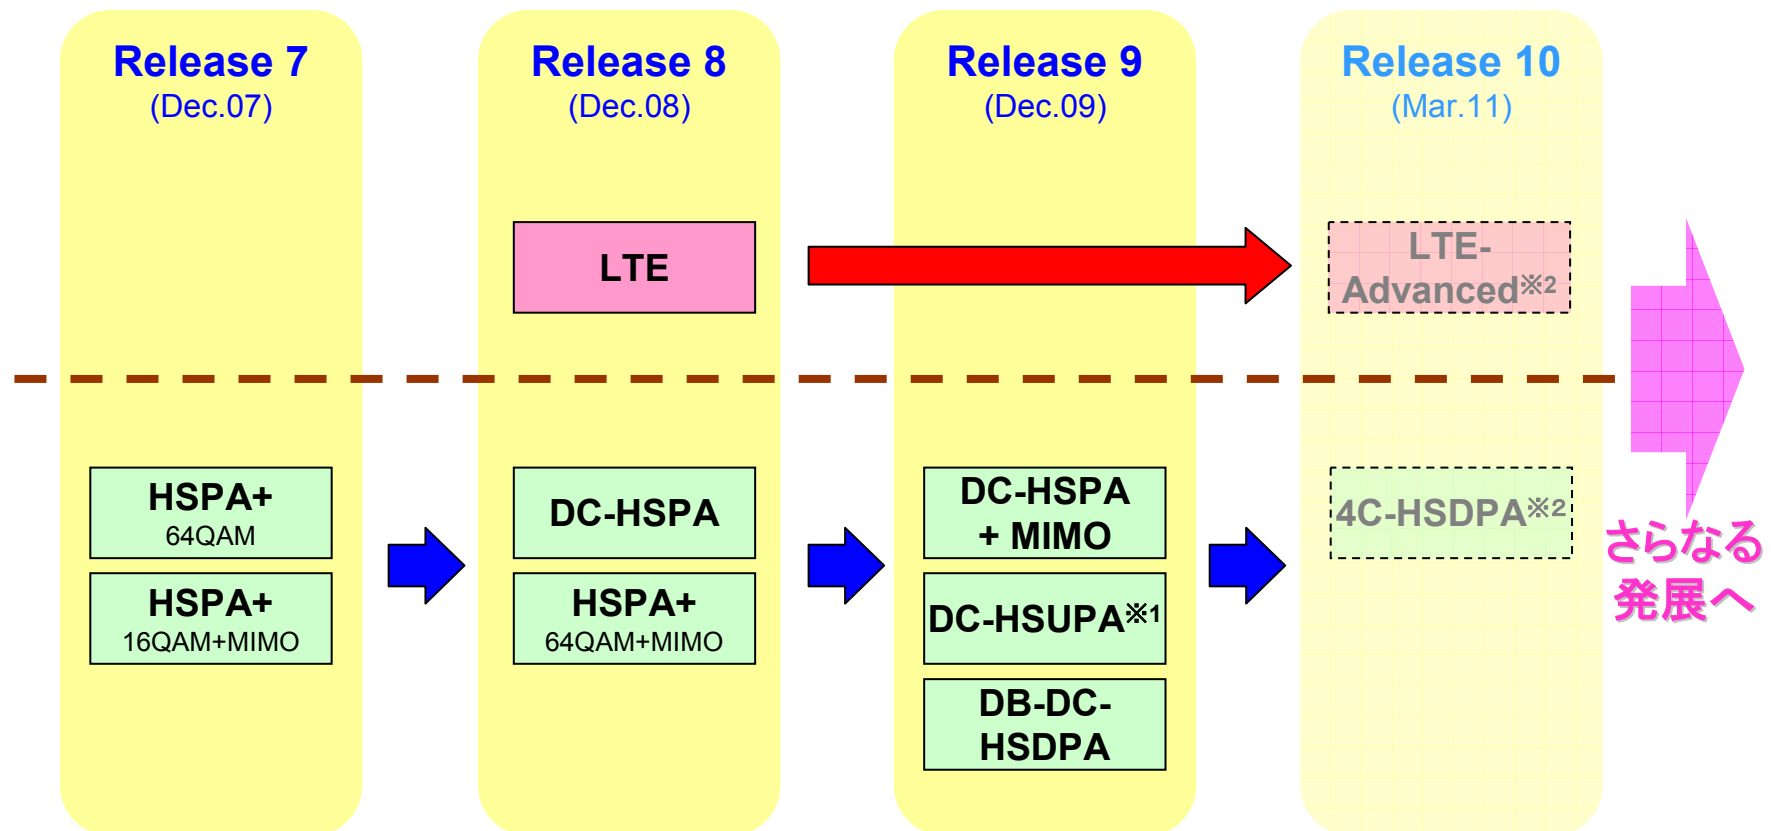 Release 7
(Dec.07)
Release 8
(Dec.08)
Release 9
(Dec.09)
Release 10
(Mar.11)
LTE
LTE-
Advanced※2
HSPA+
64QAM
HSPA+
16QAM+MIMO
DC-HSPA
HSPA+
64QAM+MIMO
DC-HSPA
+ MIMO
DC-HSUPA※1
DB-DC-
HSDPA
4C-HSDPA※2
さらなる
発展へ